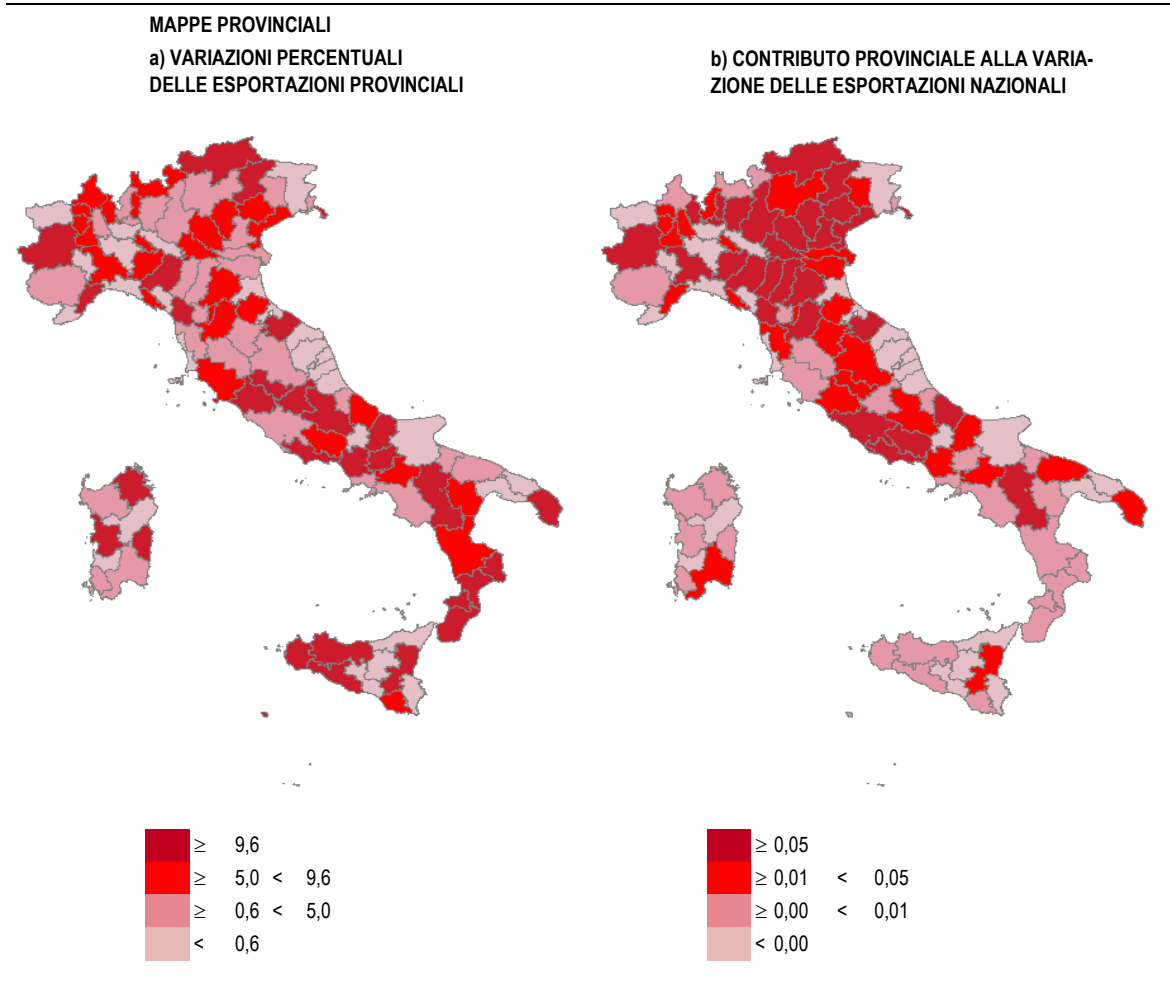 MAPPE PROVINCIALI
a) VARIAZIONI PERCENTUALI
DELLE ESPORTAZIONI PROVINCIALI
b) CONTRIBUTO PROVINCIALE ALLA VARIA-
ZIONE DELLE ESPORTAZIONI NAZIONALI
≥ 9,6
≥ 5,0 < 9,6
≥ 0,6 < 5,0
< 0,6
≥ 0,05
≥ 0,01 < 0,05
≥ 0,00 < 0,01
< 0,00